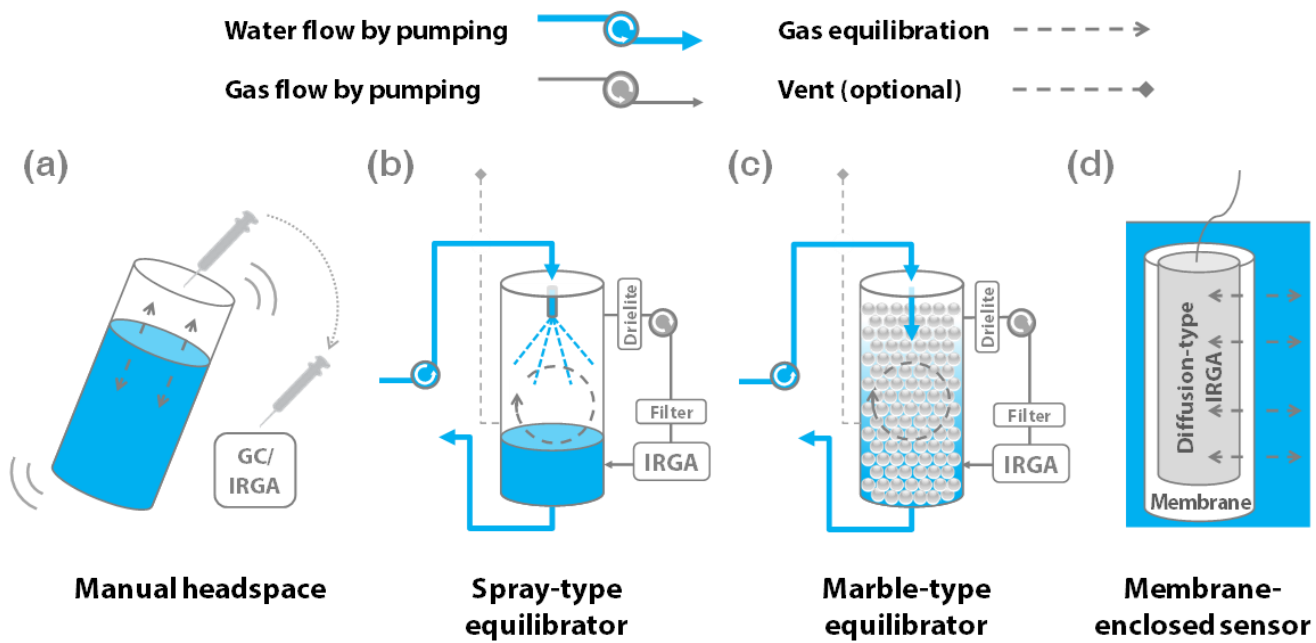 Water flow by pumping
Gas equilibration
Gas flow by pumping
Vent (optional)
(a)
(b)
(c)
(d)
GC/
IRGA
Drielite
Filter
IRGA
Drielite
Filter
IRGA
Diffusion-type
IRGA
Membrane
Manual headspace
Spray-type
equilibrator
Marble-type
equilibrator
Membrane-
enclosed sensor